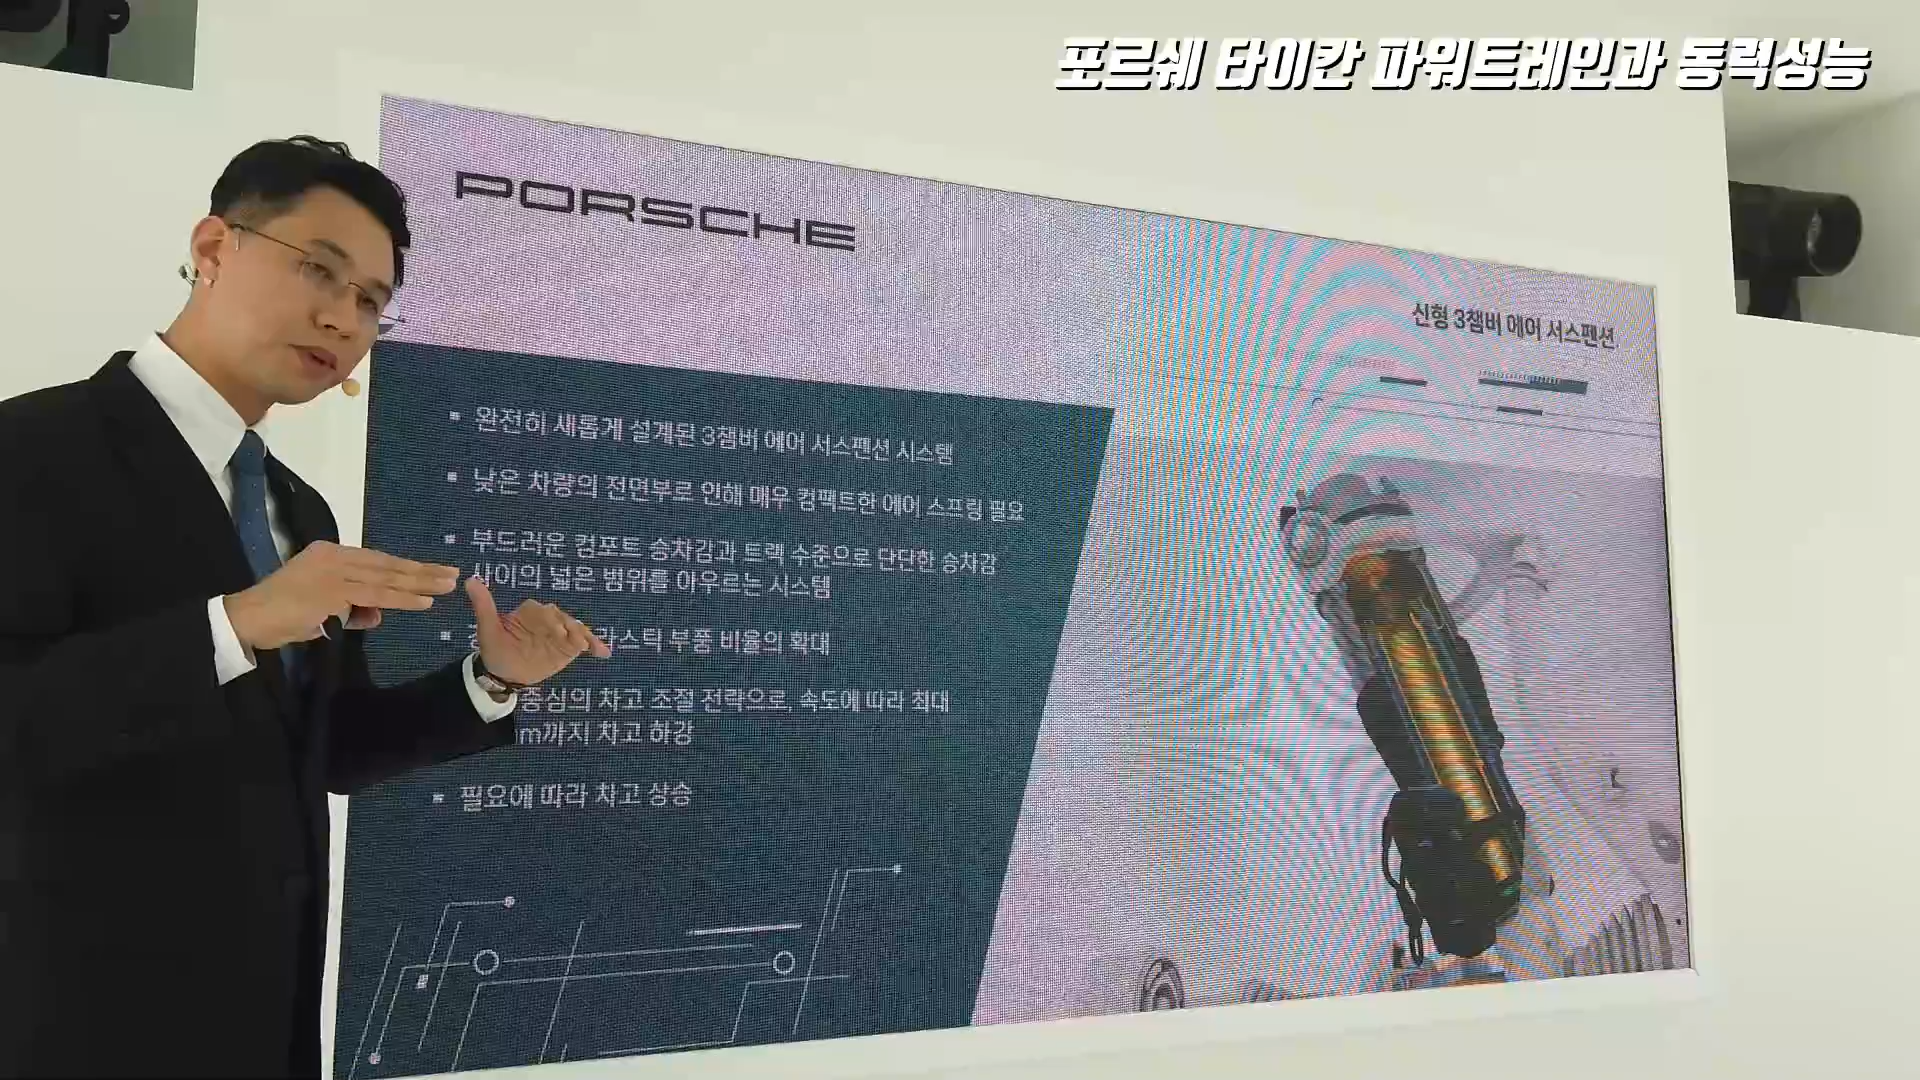 포르쉐 타이칸 파워트레인과 동력성능
PORSCHE
신형 3챔버 에어 서스펜션
완전히 새롭게 설계된 3챔버 에어 서스펜션 시스템
낮은 차량의 전면부로 인해 매우 컴팩트한 에어 스프링 필요
부드러운 컴포트 승차감과 트랙 수준으로 단단한 승차감
사이의 넓은 범위를 아우르는 시스템
부품 비율의 확대
중심의 차고 조절 전략으로, 속도에 따라 최대
m까지 차고 하강
필요에 따라 차고 상승